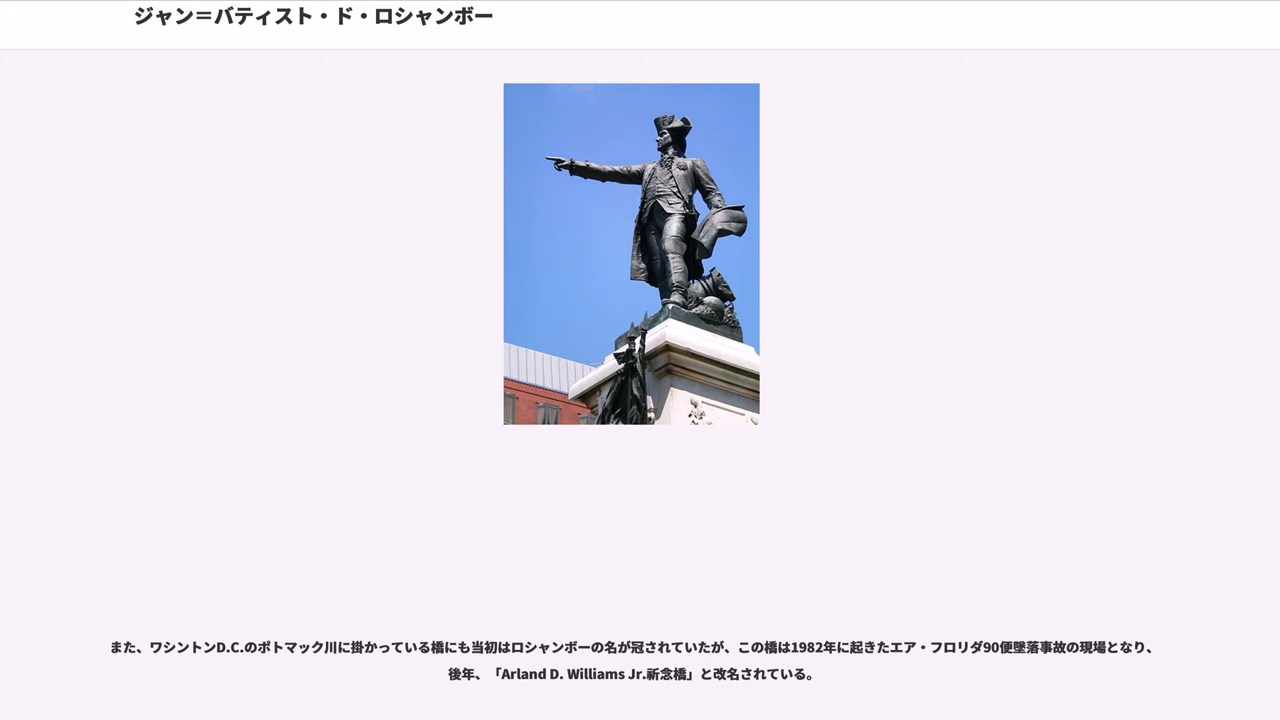 ジャン＝バティスト・ド・ロシャンボー
また、ワシントンD.C.のポトマック川に掛かっている橋にも当初はロシャンボーの名が冠されていたが、この橋は1982年に起きたエア・フロリダ90便墜落事故の現場となり、
後年、「Arland D. Williams Jr.祈念橋」と改名されている。